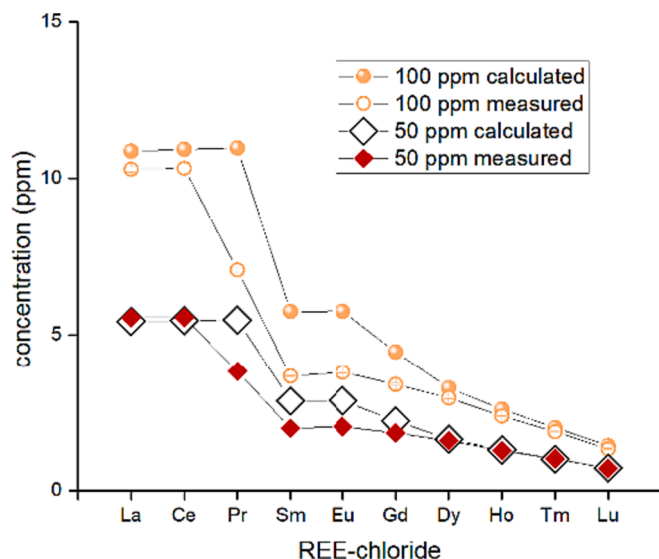 15
10
5
0
concentration (ppm)
100 ppm calculated
100 ppm measured
50 ppm calculated
50 ppm measured
La Ce Pr Sm Eu Gd Dy Ho Tm Lu
REE-chloride